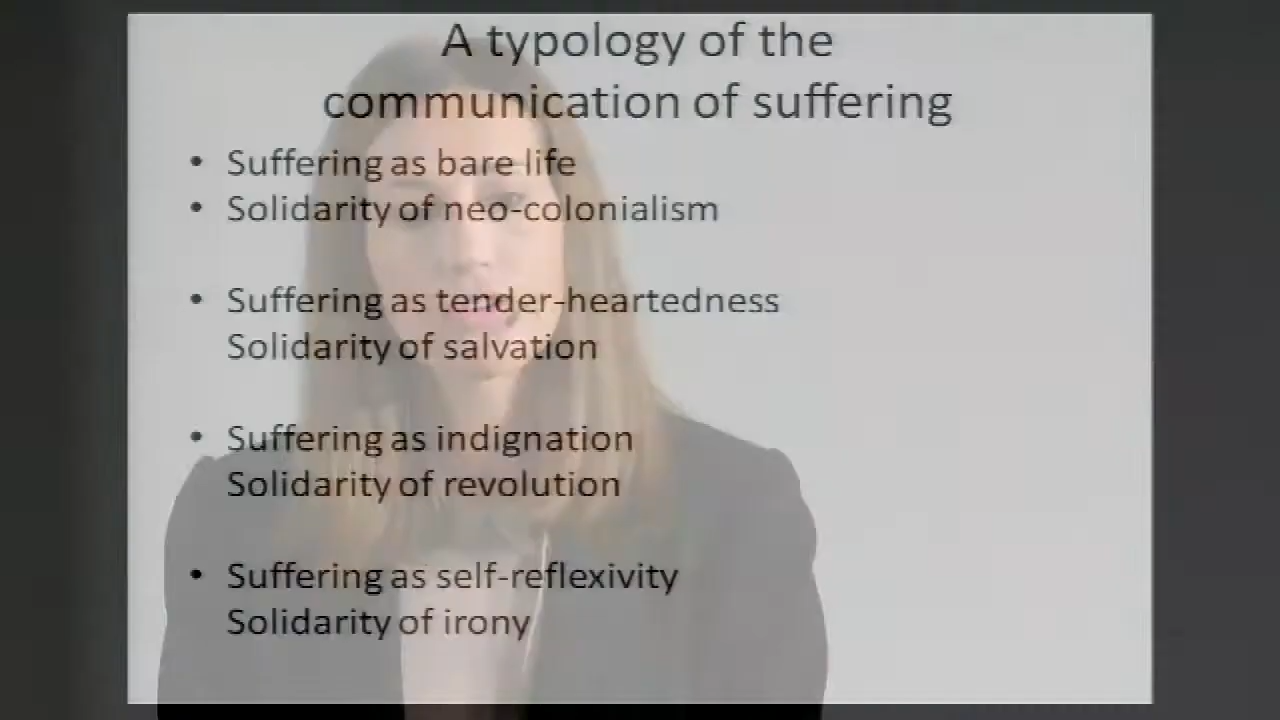 A typology of the
communication of suffering
• Suffering as bare life
• Solidarity of neo-colonialism
• Suffering as tender-heartedness
Solidarity of salvation
• Suffering as indignation
Solidarity of revolution
• Suffering as self-reflexivity
Solidarity of irony